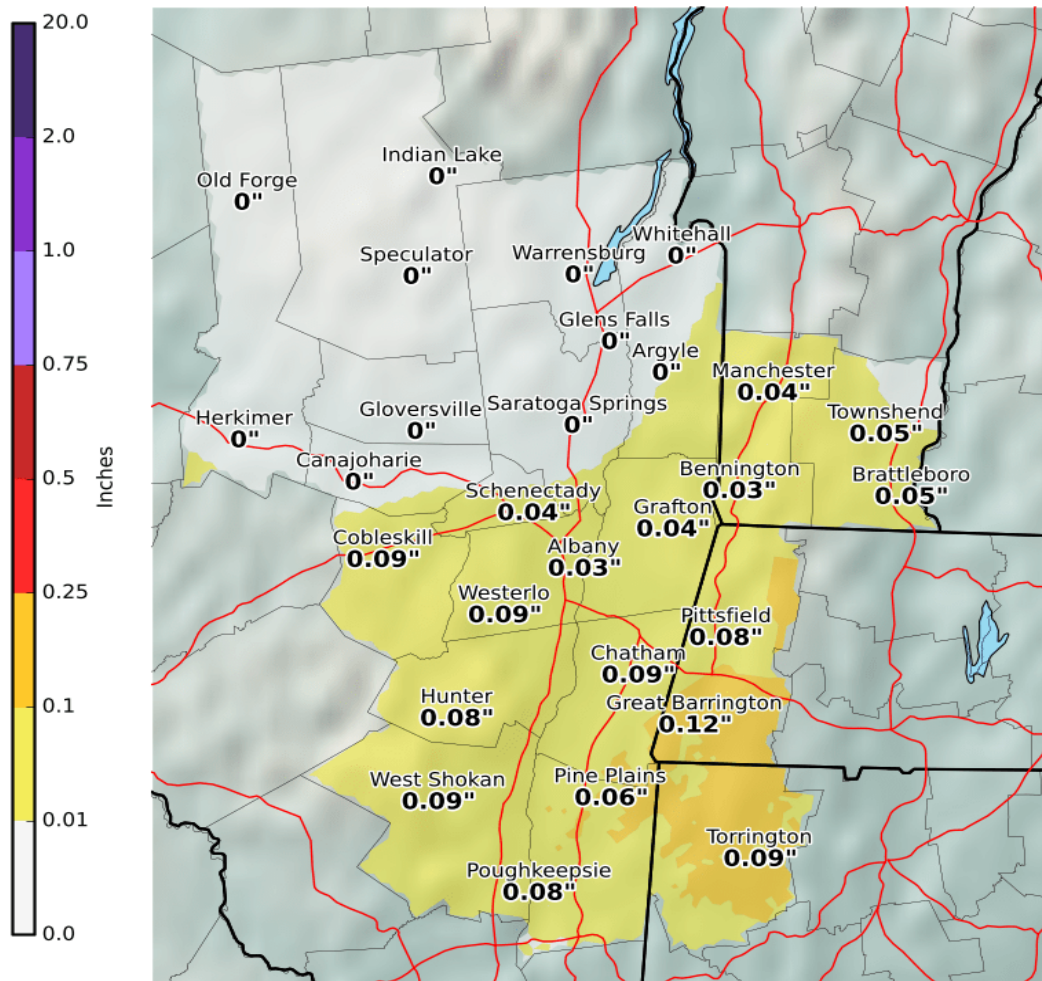 20.0
2.0
1.0
0.75
0.5
0.25
0.1
0.01
0.0
Inches
Indian Lake
0"
Old Forge
0"
Whitehall
0"
Speculator
0"
Warrensburg
0"
Glens Falls
0"
Argyle
0"
Manchester
0.04"
Saratoga Springs
0"
Gloversville
0"
Herkimer
0"
Townshend
0.05"
Canajoharie
0"
Bennington
0.03"
Brattleboro
0.05"
Schenectady
0.04"
Grafton
0.04"
Cobleskill
0.09"
Albany
0.03"
Westerlo
0.09"
Pittsfield
0.08"
Chatham
0.09"
Hunter
0.08"
Great Barrington
0.12"
West Shokan
0.09"
Pine Plains
0.06"
Torrington
0.09"
Poughkeepsie
0.08"